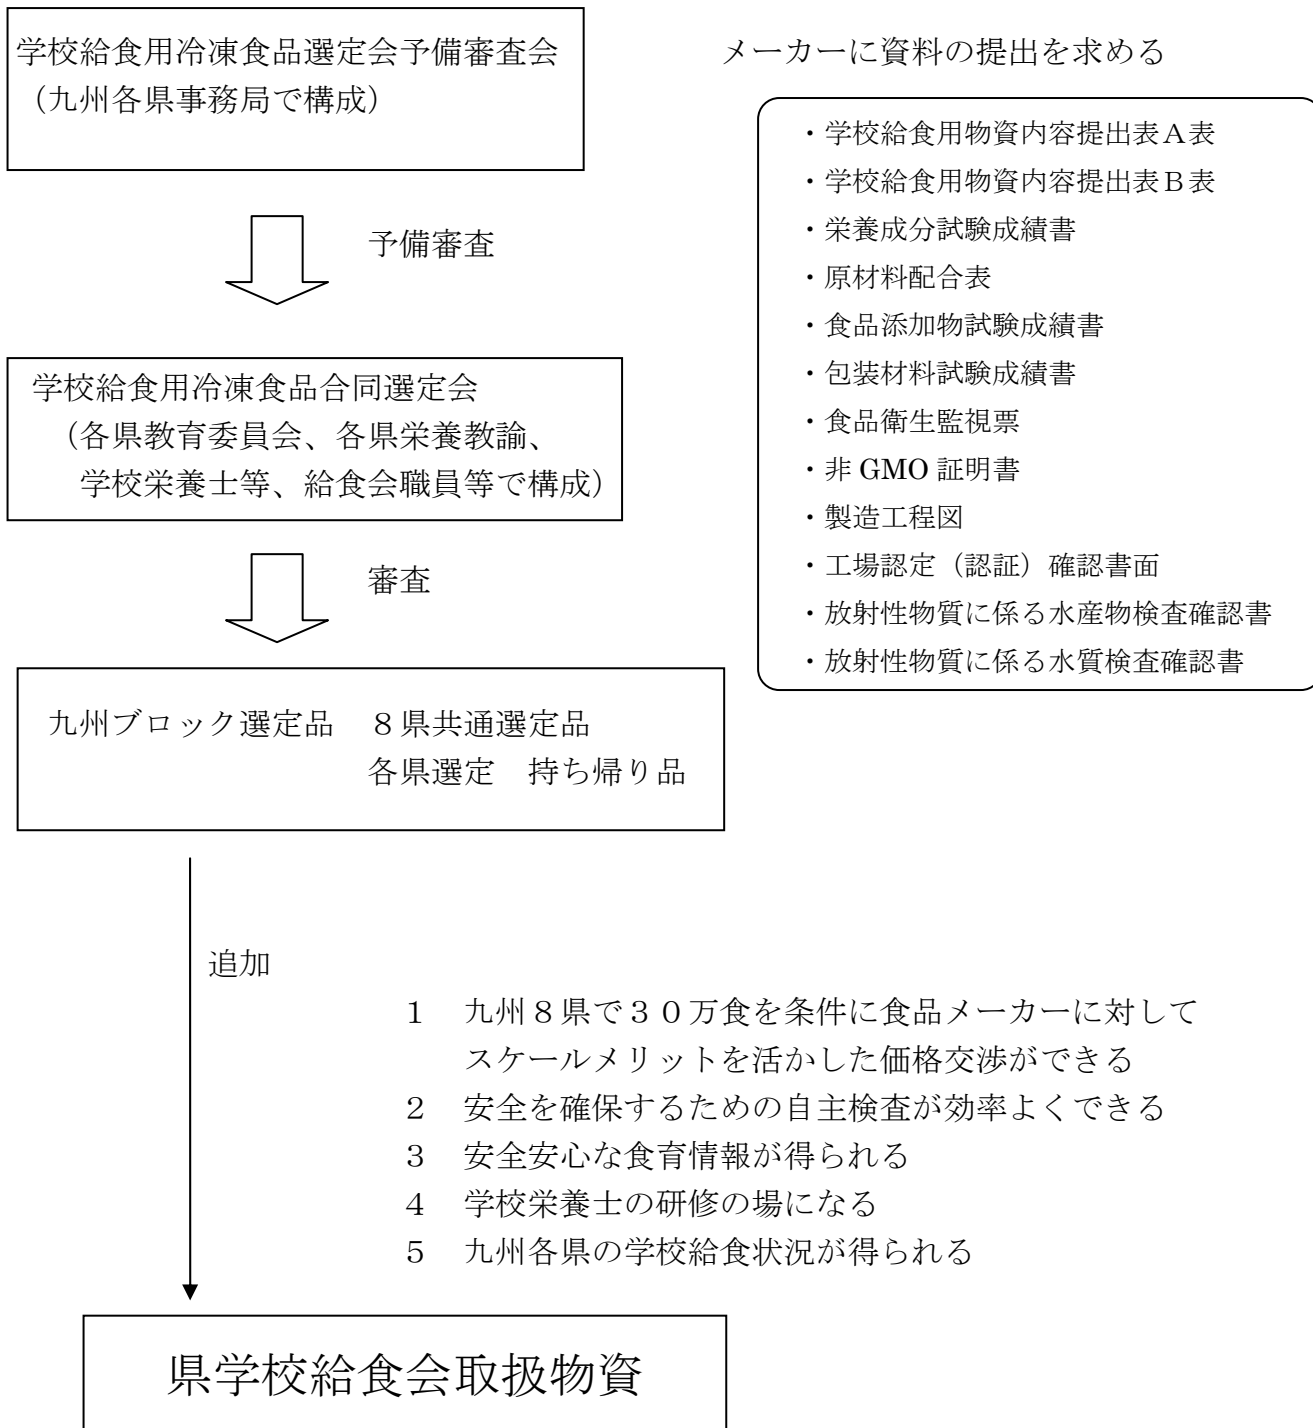 学校給食用冷凍食品選定会予備審査会
（九州各県事務局で構成）
メーカーに資料の提出を求める
・学校給食用物資内容提出表Ａ表
・学校給食用物資内容提出表Ｂ表
・栄養成分試験成績書
・原材料配合表
・食品添加物試験成績書
・包装材料試験成績書
・食品衛生監視票
・非 GMO 証明書
・製造工程図
・工場認定（認証）確認書面
・放射性物質に係る水産物検査確認書
・放射性物質に係る水質検査確認書
予備審査
学校給食用冷凍食品合同選定会
（各県教育委員会、各県栄養教諭、
学校栄養士等、給食会職員等で構成）
審査
九州ブロック選定品　８県共通選定品
各県選定　持ち帰り品
追加
１　九州８県で３０万食を条件に食品メーカーに対して
スケールメリットを活かした価格交渉ができる
２　安全を確保するための自主検査が効率よくできる
３　安全安心な食育情報が得られる
４　学校栄養士の研修の場になる
５　九州各県の学校給食状況が得られる
県学校給食会取扱物資